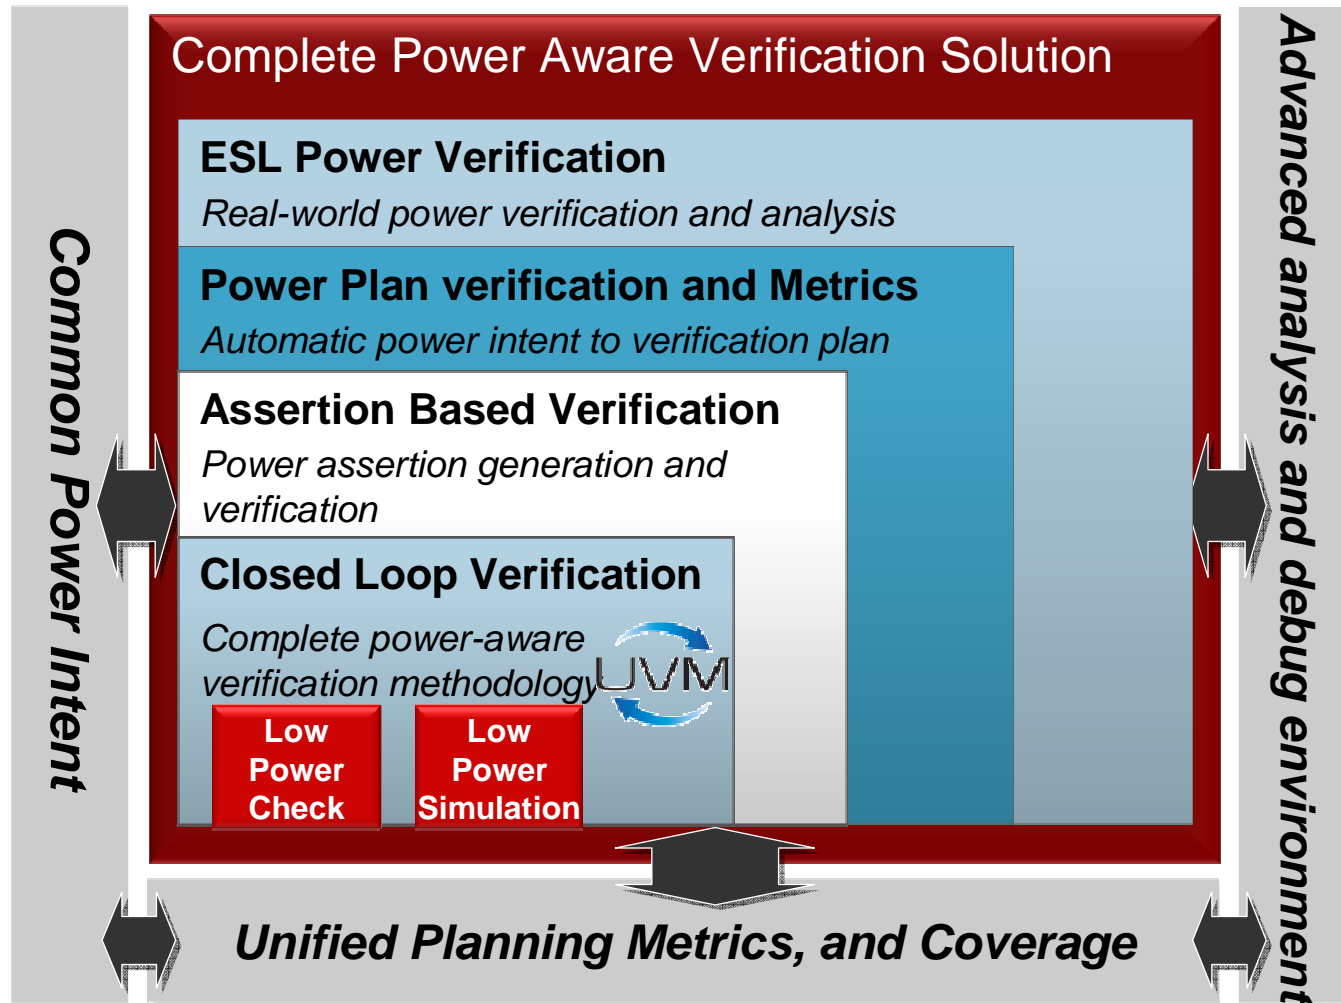 Complete Power Aware Verification Solution
ESL Power Verification
Real-world power verification and analysis
Power Plan verification and Metrics
Automatic power intent to verification plan
Assertion Based Verification
Power assertion generation and
verification
Closed Loop Verification
Complete power-aware
verification methodology
UVM
Low
Power
Check
Low
Power
Simulation
Common Power Intent
Advanced analysis and debug environment
Unified Planning Metrics, and Coverage